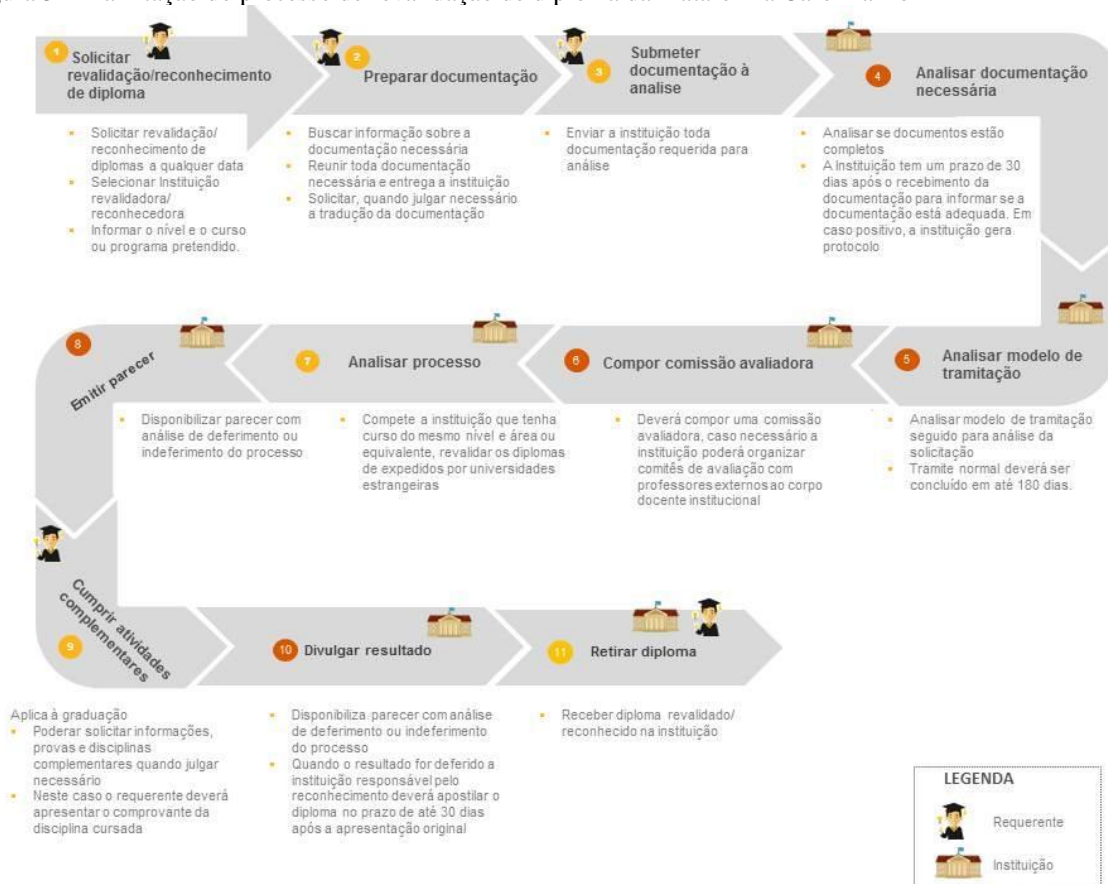 1
Solicitar
revalidação/reconhecimento
de diploma
Solicitar revalidação/
reconhecimento de
diplomas a qualquer data
Selecionar Instituição
revalidadora/
reconhecedora
Informar o nível e o curso
ou programa pretendido.
2
Preparar documentação
Buscar informação sobre a
documentação necessária
Reunir toda documentação
necessária e entrega a instituição
Solicitar, quando julgar necessário
a tradução da documentação
3
Submeter
documentação à
analise
Enviar a instituição toda
documentação requerida para
análise
4
Analisar documentação
necessária
Analisar se documentos estão
completos
A Instituição tem um prazo de 30
dias após o recebimento da
documentação para informar se a
documentação está adequada. Em
caso positivo, a instituição gera
protocolo
5
Analisar modelo de
tramitação
Analisar modelo de tramitação
seguido para análise da
solicitação
Tramite normal deverá ser
concluído em até 180 dias.
6
Compor comissão avaliadora
Deverá compor uma comissão
avaliadora, caso necessário a
instituição poderá organizar
comitês de avaliação com
professores externos ao corpo
docente institucional
7
Analisar processo
Compete a instituição que tenha
curso do mesmo nível e área ou
equivalente, revalidar os diplomas
de expedidos por universidades
estrangeiras
8
Emitir parecer
Disponibilizar parecer com
análise de deferimento ou
indeferimento do processo
9
Cumprir atividades
complementares
Aplica à graduação
Poderar solicitar informações,
provas e disciplinas
complementares quando julgar
necessário
Neste caso o requerente deverá
apresentar o comprovante da
disciplina cursada
10
Divulgar resultado
Disponibiliza parecer com análise
de deferimento ou indeferimento
do processo
Quando o resultado for deferido a
instituição responsável pelo
reconhecimento deverá apostilar o
diploma no prazo de até 30 dias
após a apresentação original
11
Retirar diploma
Receber diploma revalidado/
reconhecido na instituição
LEGENDA
Requerente
Instituição